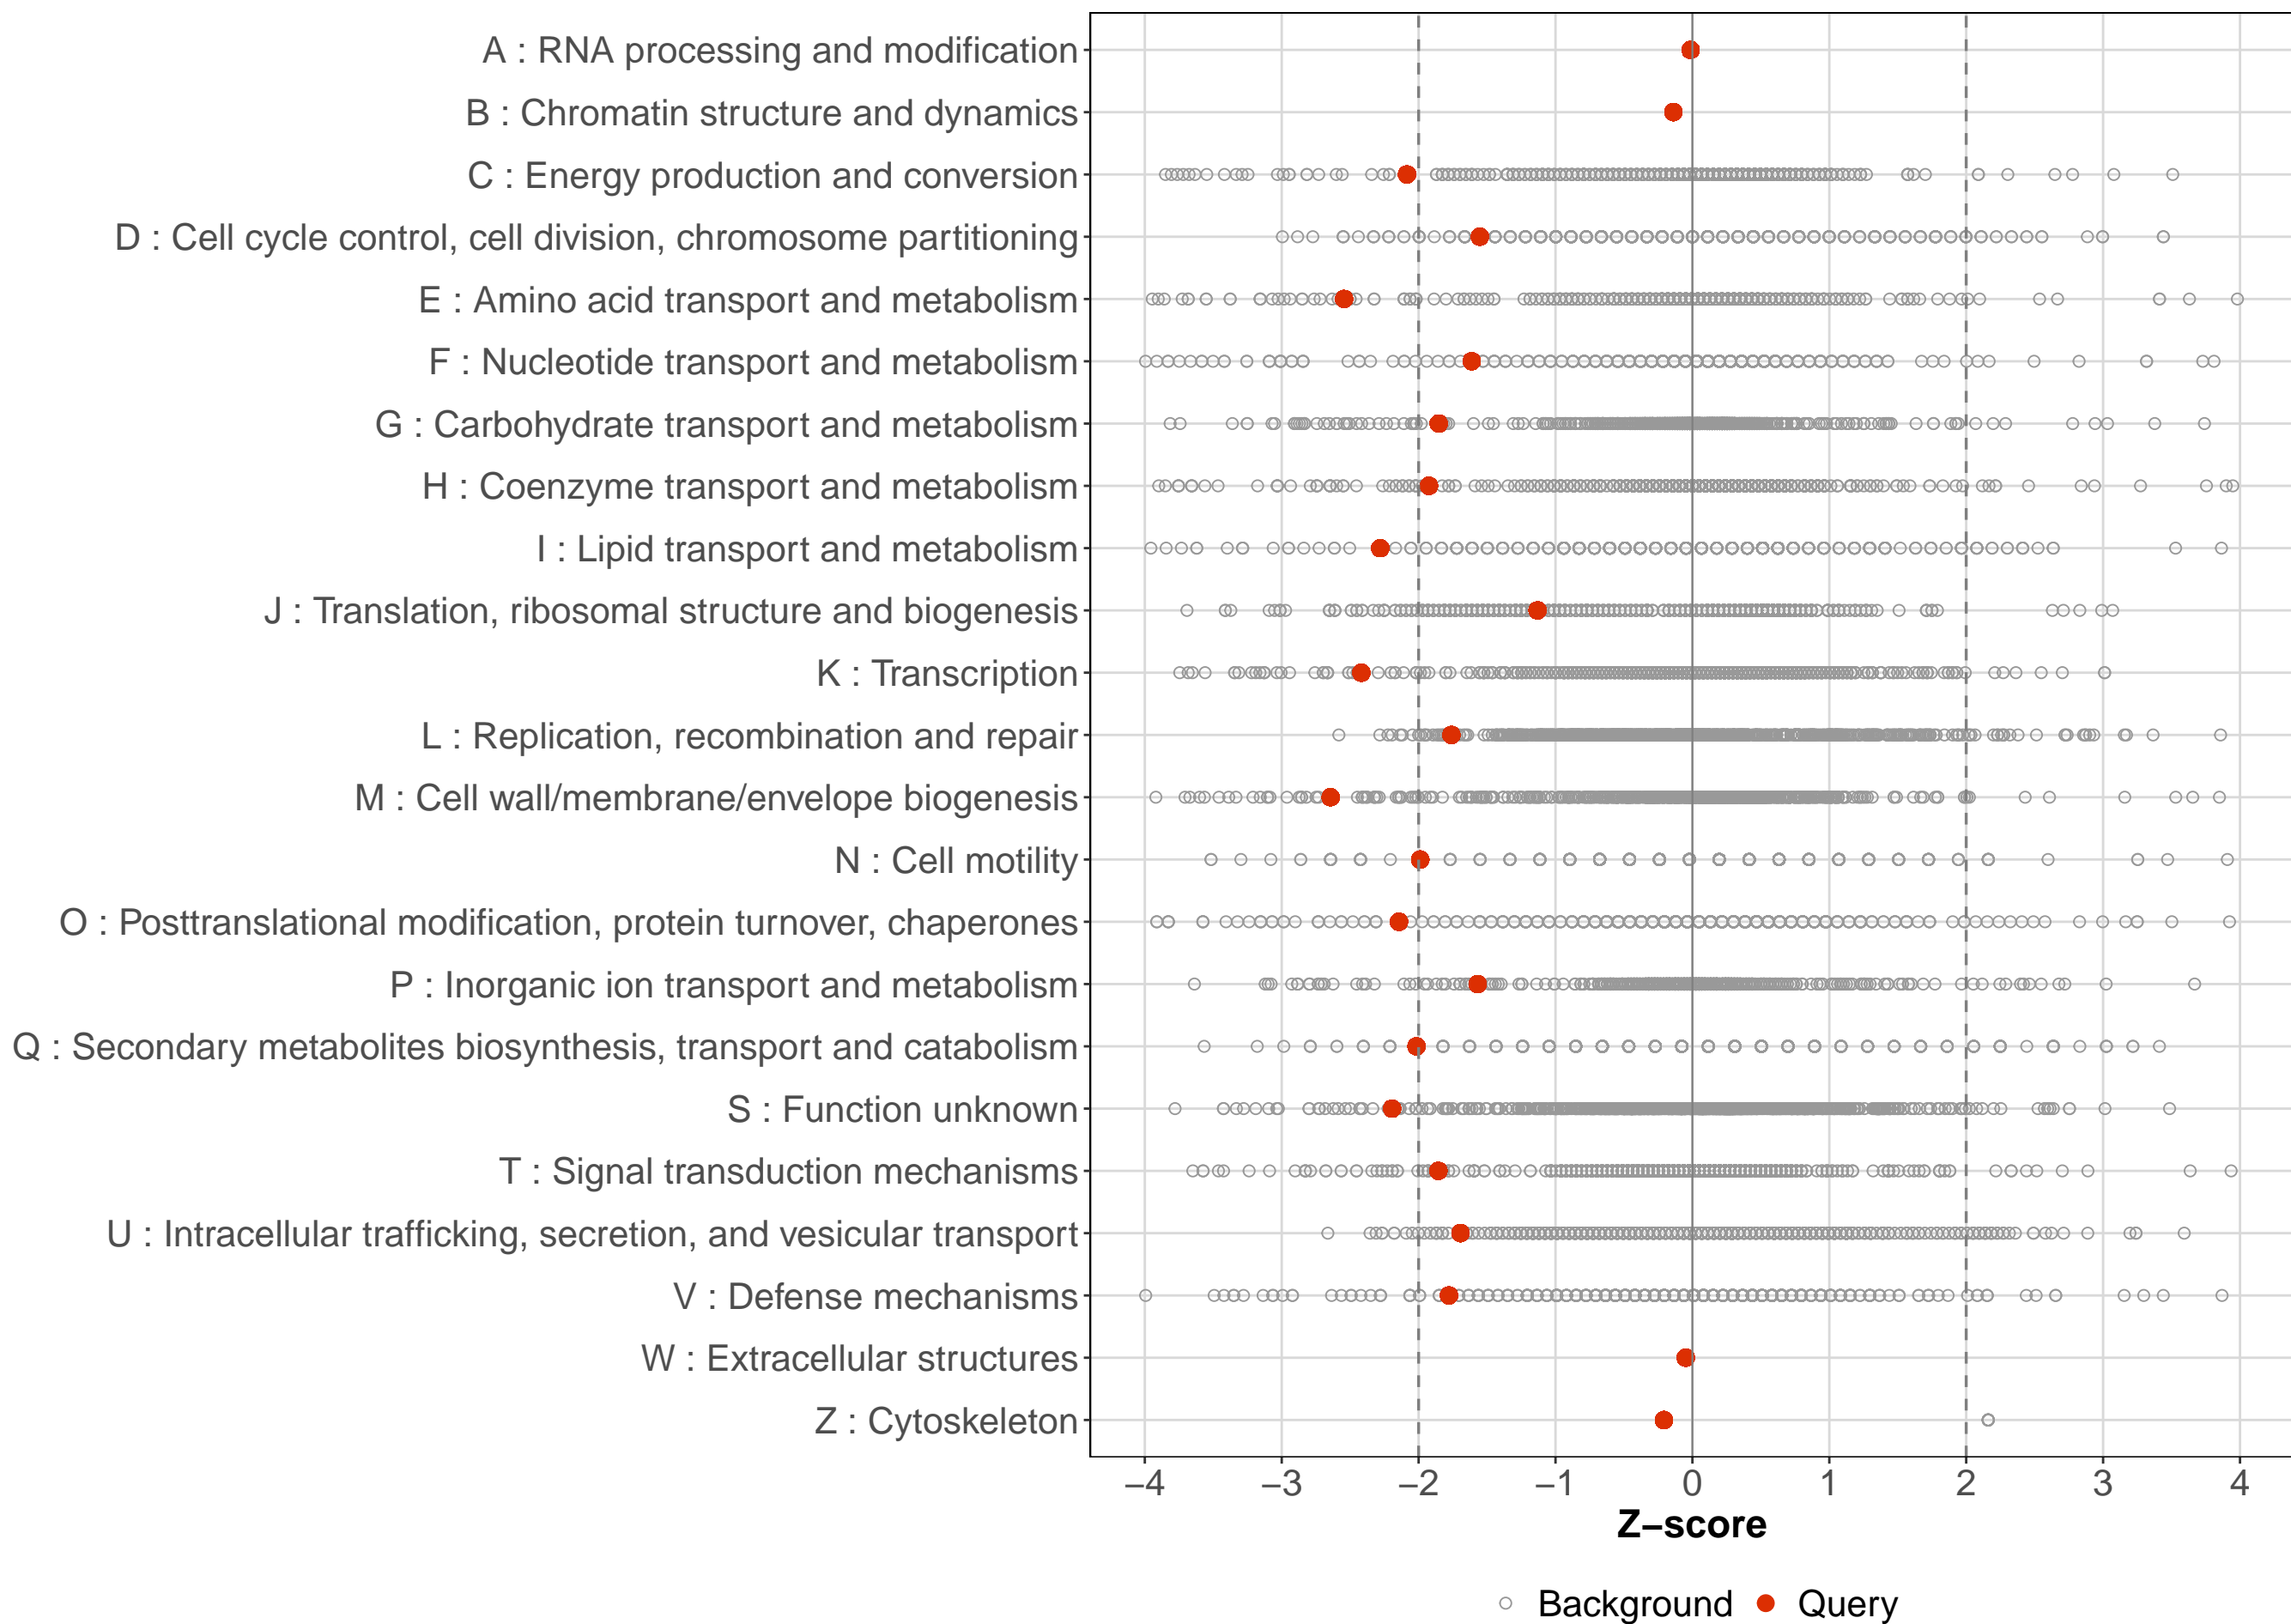 A : RNA processing and modification
B : Chromatin structure and dynamics
C : Energy production and conversion
D : Cell cycle control, cell division, chromosome partitioning
E : Amino acid transport and metabolism
F : Nucleotide transport and metabolism
G : Carbohydrate transport and metabolism
H : Coenzyme transport and metabolism
I : Lipid transport and metabolism
J : Translation, ribosomal structure and biogenesis
K : Transcription
L : Replication, recombination and repair
M : Cell wall/membrane/envelope biogenesis
N : Cell motility
O : Posttranslational modification, protein turnover, chaperones
P : Inorganic ion transport and metabolism
Q : Secondary metabolites biosynthesis, transport and catabolism
S : Function unknown
T : Signal transduction mechanisms
U : Intracellular trafficking, secretion, and vesicular transport
V : Defense mechanisms
W : Extracellular structures
Z : Cytoskeleton
−4 −3 −2 −1 0 1 2 3 4
Z−score
Background Query